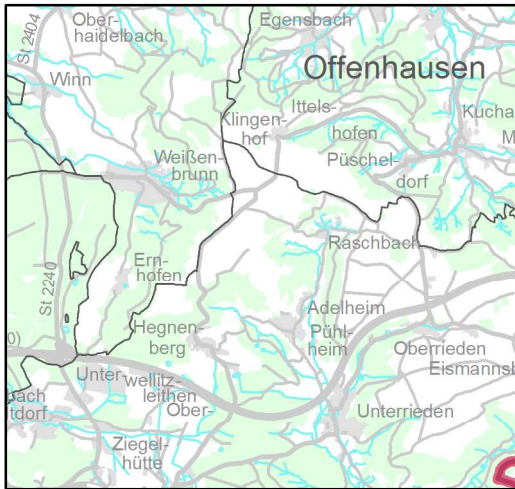 Ober-
haidelbach
Egensbach
St 2404
Winn
Offenhausen
Klingen-
hof
Ittels-
hofen
Kucha
Püschel-
dorf
Weißen-
brunn
Raschbach
Ern-
hofen
St 2240
Adelheim
Hegnen-
berg
Pühl-
heim
Oberrieden
Eismannsb
Unter-
wellitz-
leithen
Ober-
Unterrieden
Ziegel-
hütte